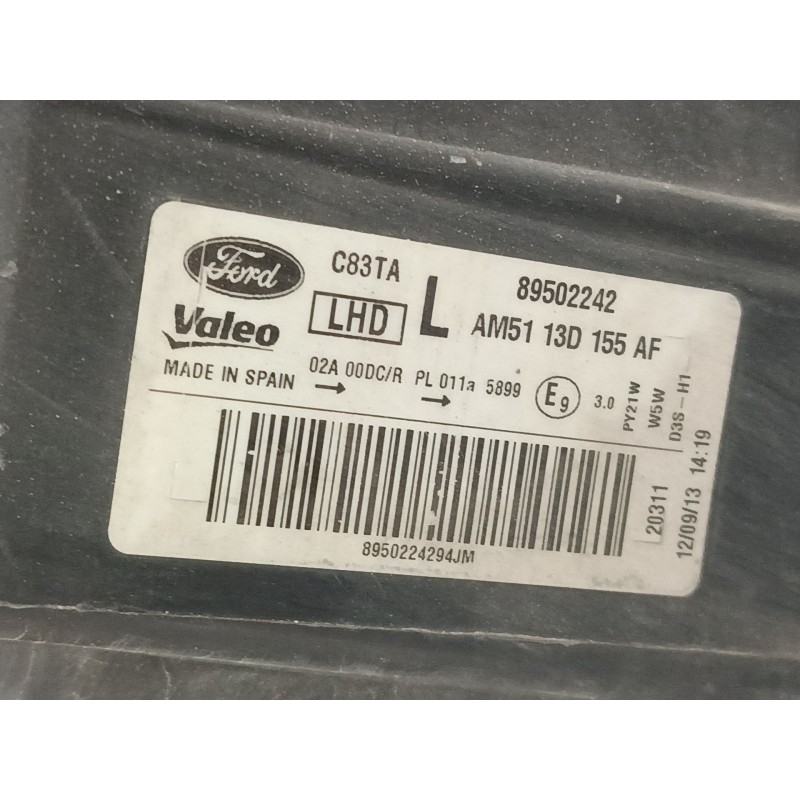 Ford C83TA 89502242
Valeo LHD L AM51 13D 155 AF
MADE IN SPAIN 02A 00DC/R PL 011a 5899 E9 3.0
PY21W
W5W
D3S-H1
20311
12/09/13 14:19
8950224294JM